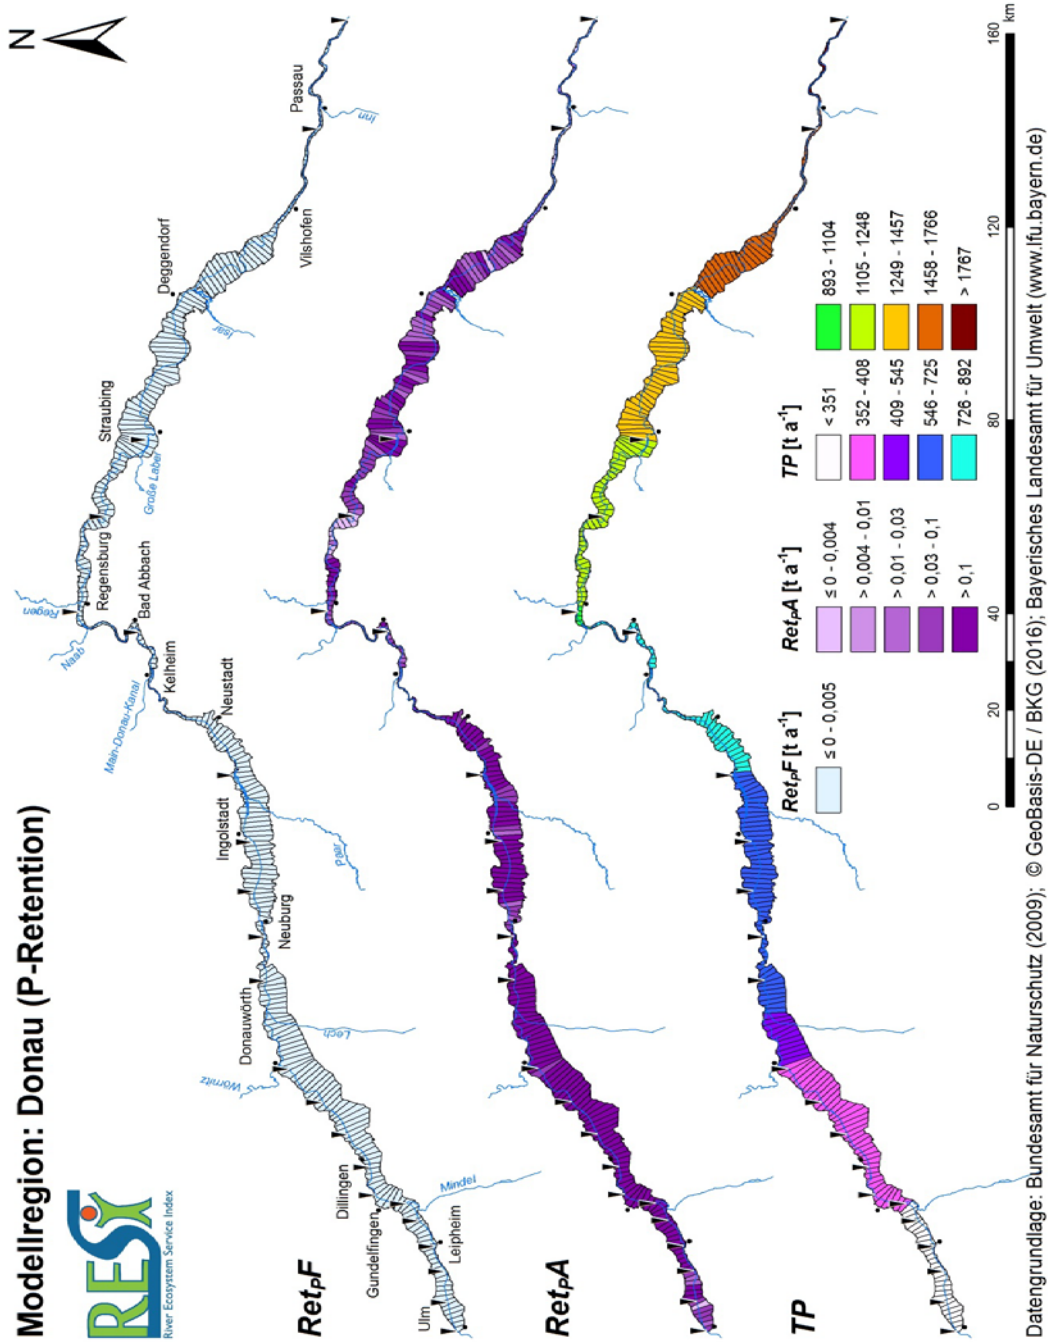 Modellregion: Donau (P-Retention)
N
RESI
River Ecosystem Service Index
RetPF
Ulm
Leipheim
Gundelfingen
Dillingen
Mindel
Wörnitz
Donauwörth
Lech
Neuburg
Ingolstadt
Paar
Neustadt
Main-Donau-Kanal
Kelheim
Bad Abbach
Naab
Regen
Regensburg
Große Laber
Straubing
Deggendorf
Isar
Vilshofen
Passau
Inn
RetPA
TP
RetPF [t a-1]
≤ 0 - 0,005
RetPA [t a-1]
≤ 0 - 0,004
> 0,004 - 0,01
> 0,01 - 0,03
> 0,03 - 0,1
> 0,1
TP [t a-1]
< 351
352 - 408
409 - 545
546 - 725
726 - 892
893 - 1104
1105 - 1248
1249 - 1457
1458 - 1766
> 1767
0 20 40 80 120 160
km
Datengrundlage: Bundesamt für Naturschutz (2009); © GeoBasis-DE / BKG (2016); Bayerisches Landesamt für Umwelt (www.lfu.bayern.de)